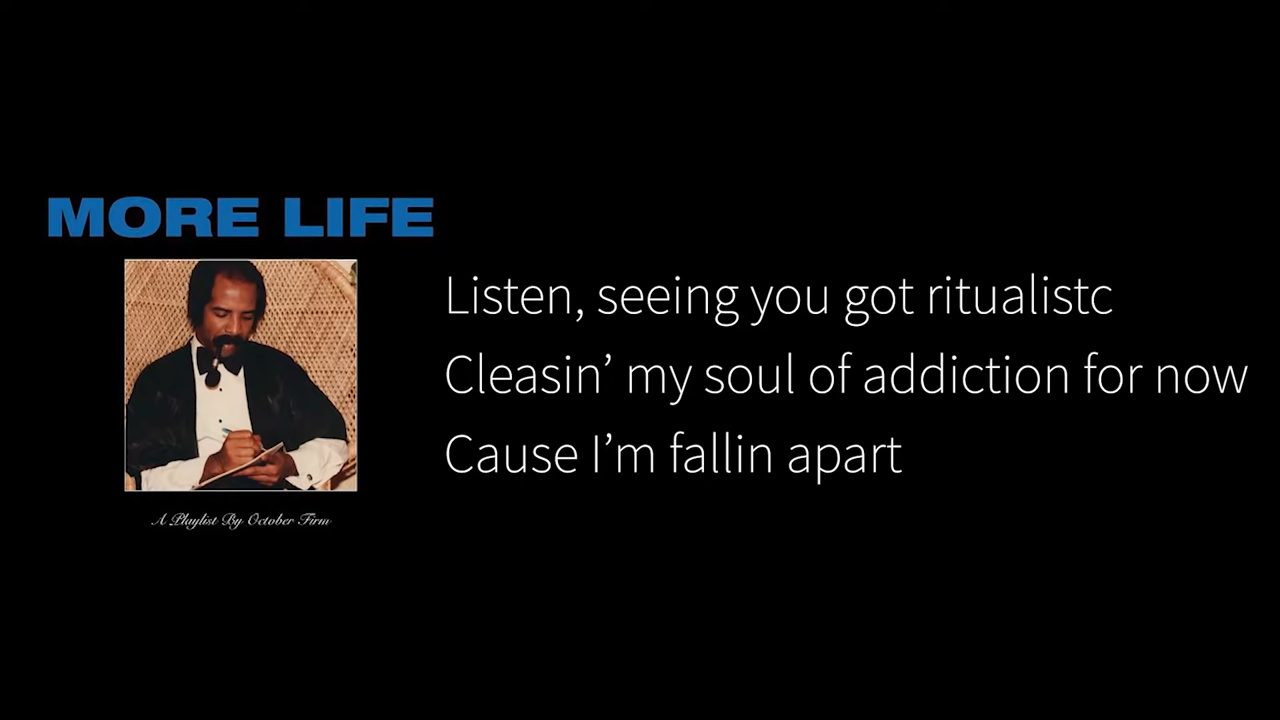 MORE LIFE
Listen, seeing you got ritualistc
Cleasin’ my soul of addiction for now
Cause I’m fallin apart
A Playlist By October Firm